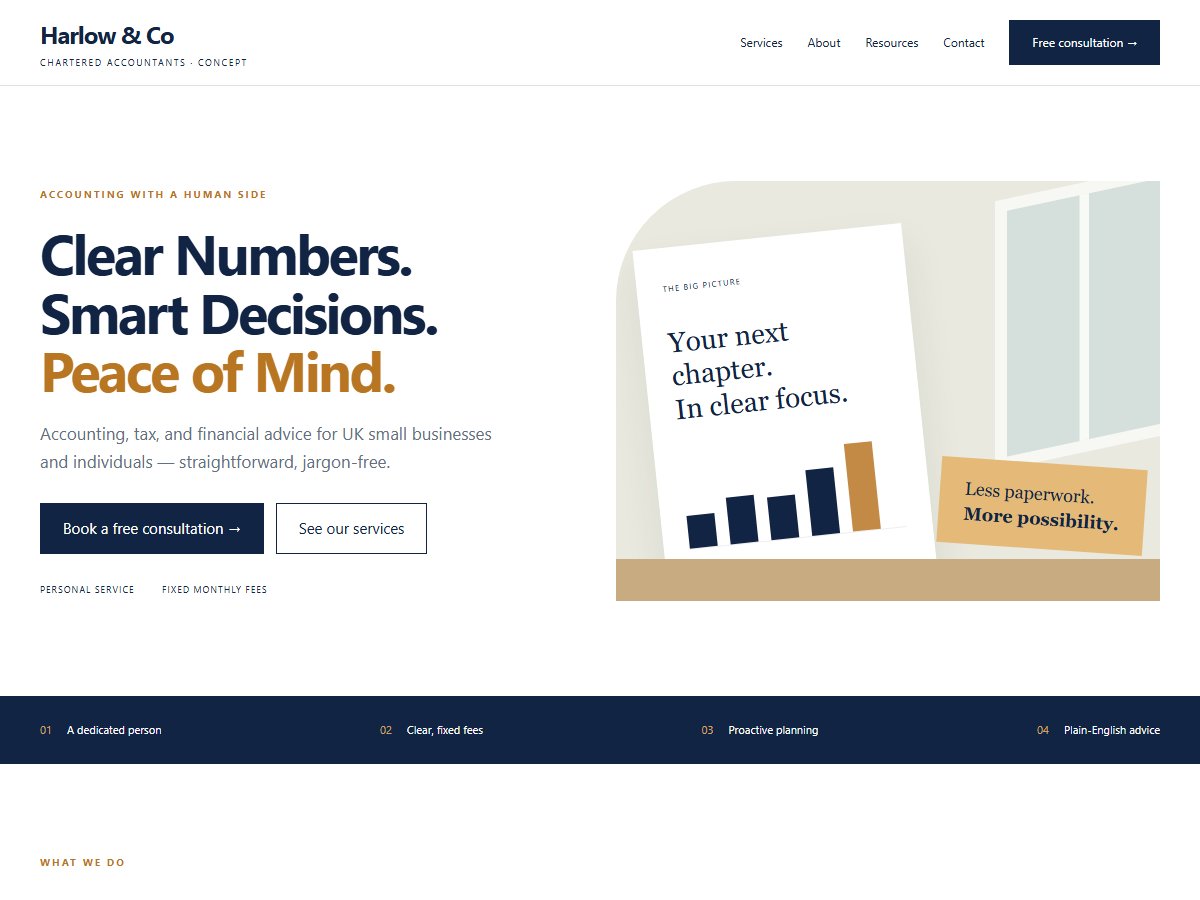 Harlow & Co
CHARTERED ACCOUNTANTS · CONCEPT
Services
About
Resources
Contact
Free consultation →
ACCOUNTING WITH A HUMAN SIDE
Clear Numbers.
Smart Decisions.
Peace of Mind.
Accounting, tax, and financial advice for UK small businesses
and individuals — straightforward, jargon-free.
Book a free consultation →
See our services
PERSONAL SERVICE
FIXED MONTHLY FEES
THE BIG PICTURE
Your next
chapter.
In clear focus.
Less paperwork.
More possibility.
01 A dedicated person
02 Clear, fixed fees
03 Proactive planning
04 Plain-English advice
WHAT WE DO